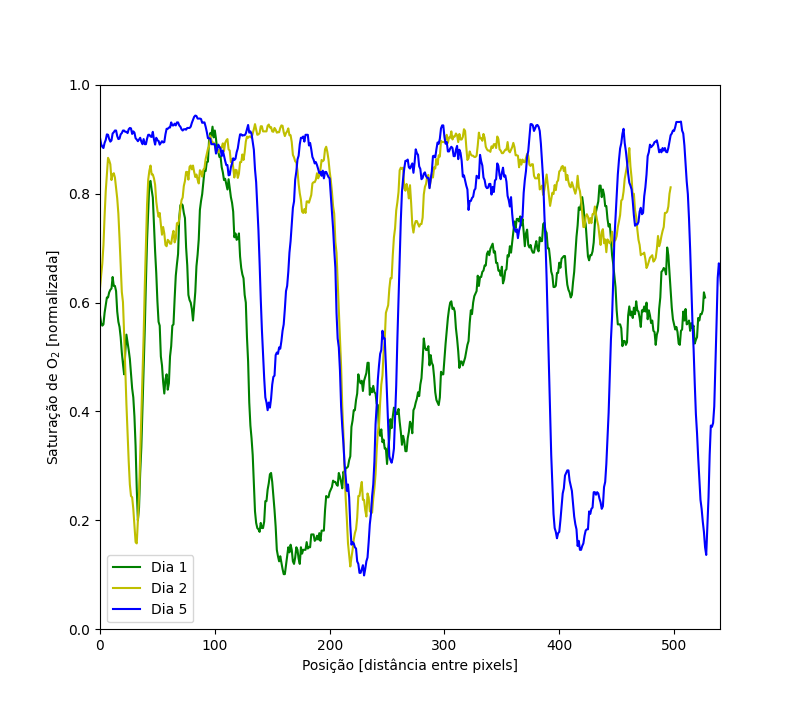 1.0
0.8
0.6
0.4
0.2
0.0
Saturação de O₂ [normalizada]
Dia 1
Dia 2
Dia 5
0 100 200 300 400 500
Posição [distância entre pixels]